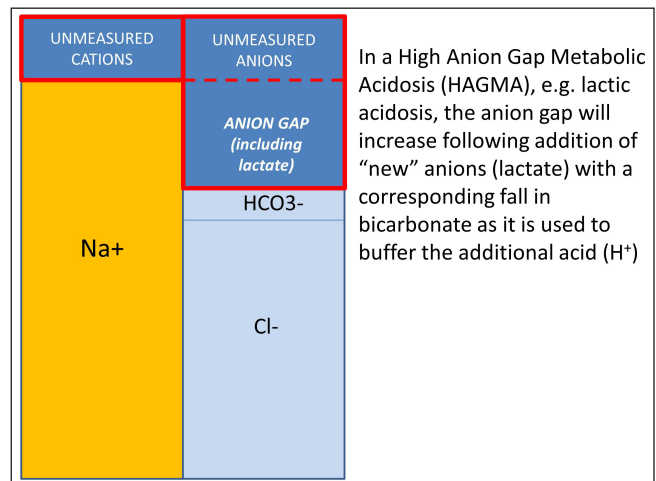 UNMEASURED
CATIONS
UNMEASURED
ANIONS
ANION GAP
(including
lactate)
HCO3-
Na+
Cl-
In a High Anion Gap Metabolic
Acidosis (HAGMA), e.g. lactic
acidosis, the anion gap will
increase following addition of
“new” anions (lactate) with a
corresponding fall in
bicarbonate as it is used to
buffer the additional acid (H⁺)